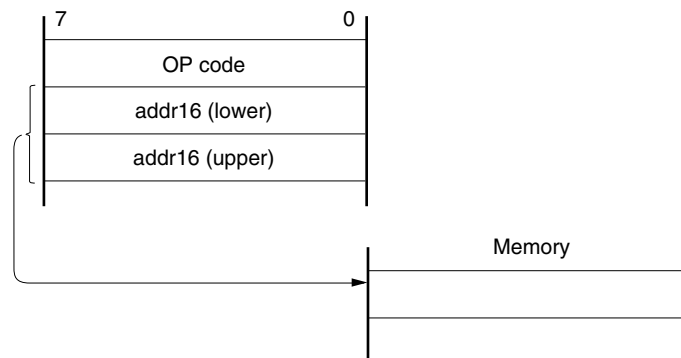 7 0
OP code
addr16 (lower)
addr16 (upper)
Memory